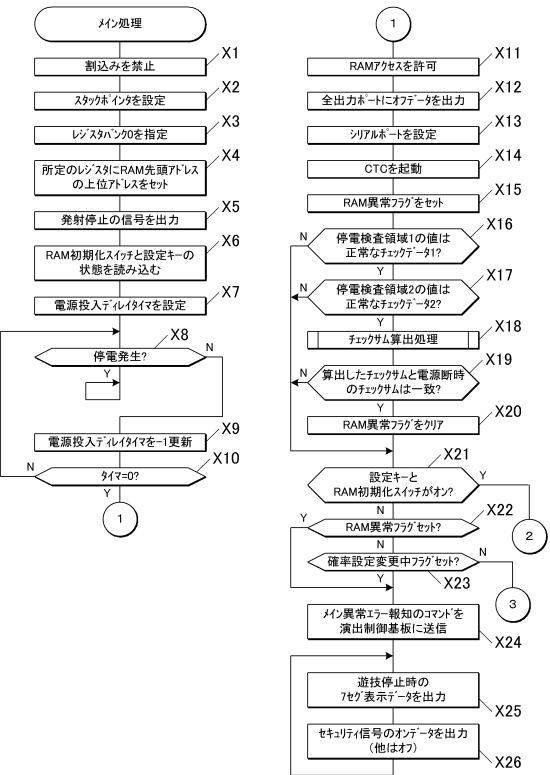 メイン処理
X1
割込みを禁止
X2
スタックポインタを設定
X3
レジスタバンク0を指定
X4
所定のレジスタにRAM先頭アドレス
の上位アドレスをセット
X5
発射停止の信号を出力
X6
RAM初期化スイッチと設定キーの
状態を読み込む
X7
電源投入ディレイタイマを設定
X8
停電発生?
N
Y
X9
電源投入ディレイタイマを-1更新
X10
N
タイマ=0?
Y
1
1
X11
RAMアクセスを許可
X12
全出力ポートにオフデータを出力
X13
シリアルポートを設定
X14
CTCを起動
X15
RAM異常フラグをセット
X16
N
停電検査領域1の値は
正常なチェックデータ1?
Y
X17
N
停電検査領域2の値は
正常なチェックデータ2?
Y
X18
チェックサム算出処理
X19
N
算出したチェックサムと電源断時
のチェックサムは一致?
Y
X20
RAM異常フラグをクリア
X21
設定キーと
RAM初期化スイッチがオン?
Y
N
2
X22
Y
RAM異常フラグセット?
N
確率設定変更中フラグセット?
N
Y
X23
3
メイン異常エラー報知のコマンドを
演出制御基板に送信
X24
遊技停止時の
7セグ表示データを出力
X25
セキュリティ信号のオンデータを出力
(他はオフ)
X26